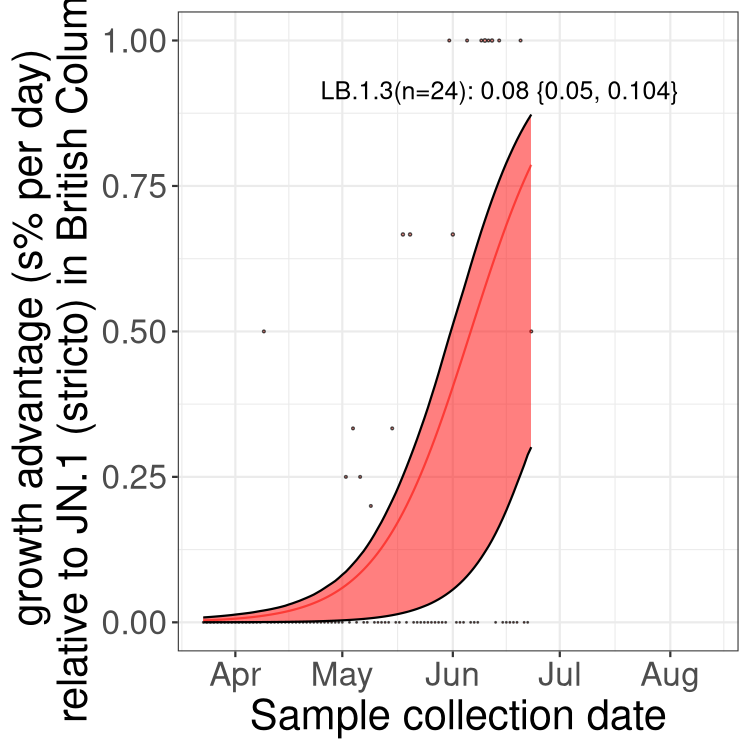 growth advantage (s% per day)
relative to JN.1 (stricto) in British Colum
1.00
0.75
0.50
0.25
0.00
LB.1.3(n=24): 0.08 {0.05, 0.104}
Apr May Jun Jul Aug
Sample collection date